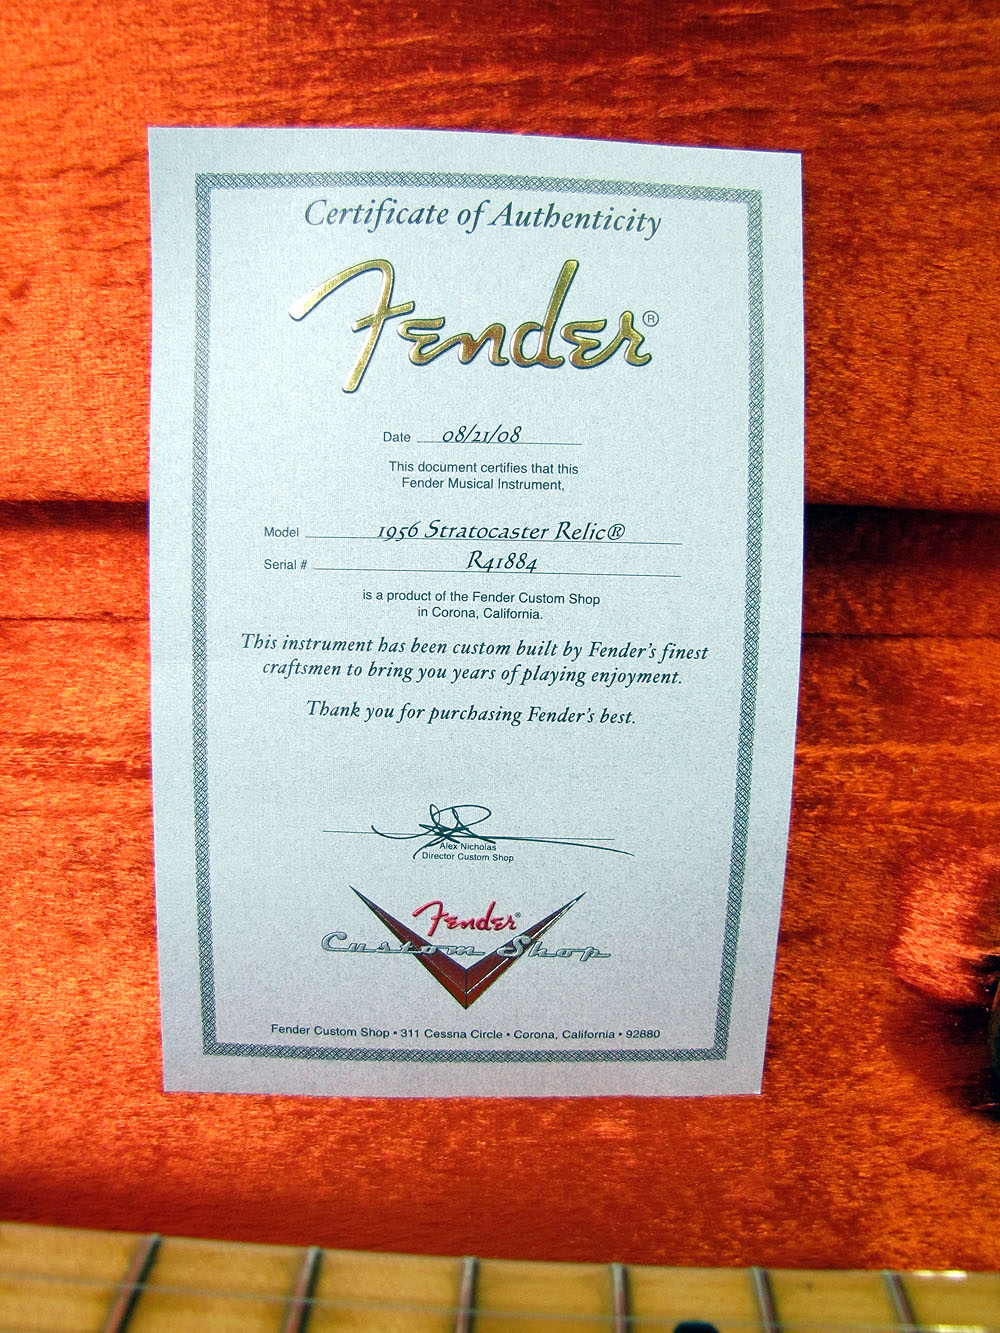 Certificate of Authenticity
Fender®
Date 08/21/08
This document certifies that this
Fender Musical Instrument,
Model 1956 Stratocaster Relic®
Serial # R41884
is a product of the Fender Custom Shop
in Corona, California.
This instrument has been custom built by Fender's finest
craftsmen to bring you years of playing enjoyment.
Thank you for purchasing Fender's best.
Alex Nicholas
Director Custom Shop
Fender®
Custom Shop
Fender Custom Shop • 311 Cessna Circle • Corona, California • 92880